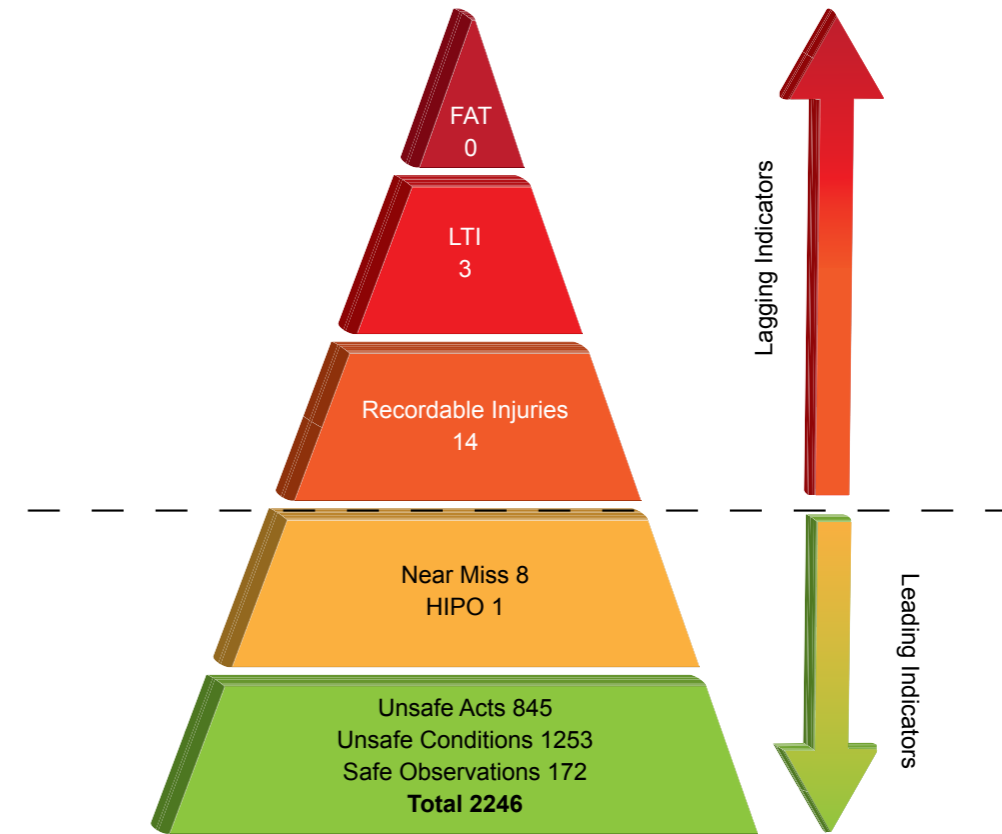 FAT
0
LTI
3
Recordable Injuries
14
Near Miss 8
HIPO 1
Unsafe Acts 845
Unsafe Conditions 1253
Safe Observations 172
Total 2246
Lagging Indicators
Leading Indicators